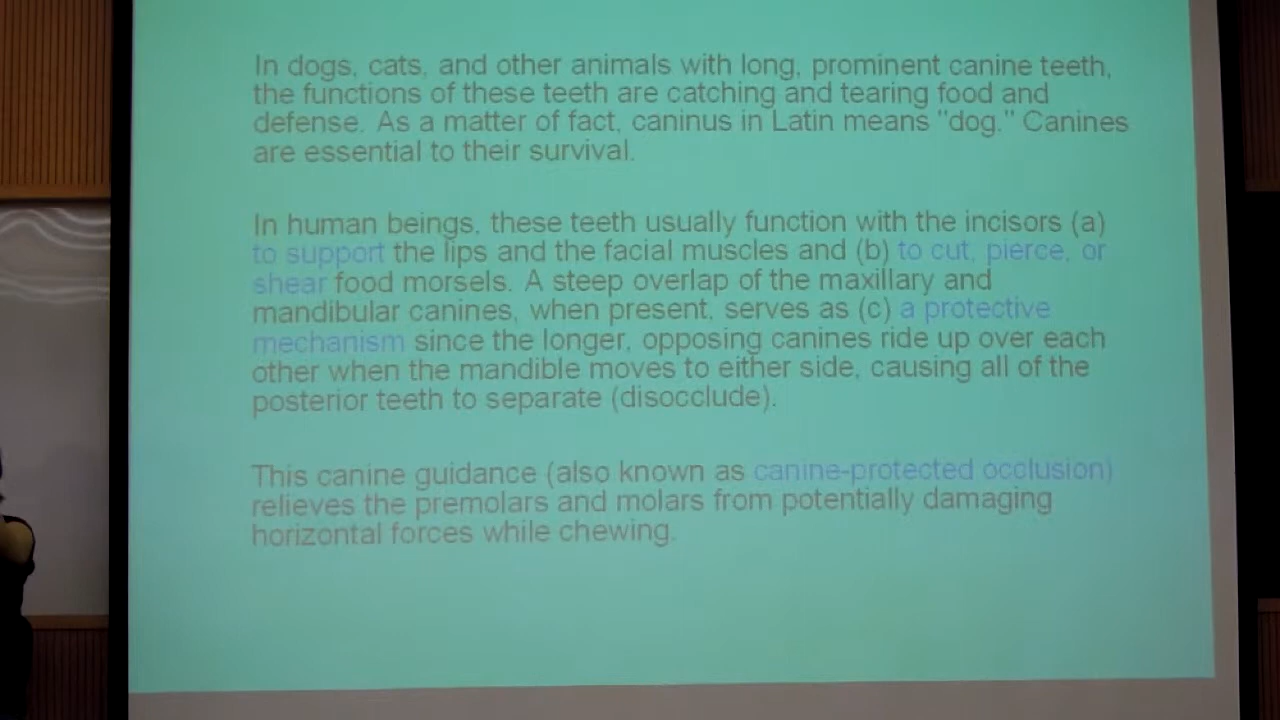 In dogs, cats, and other animals with long, prominent canine teeth,
the functions of these teeth are catching and tearing food and
defense. As a matter of fact, caninus in Latin means "dog." Canines
are essential to their survival.
In human beings, these teeth usually function with the incisors (a)
to support the lips and the facial muscles and (b) to cut, pierce, or
shear food morsels. A steep overlap of the maxillary and
mandibular canines, when present, serves as (c) a protective
mechanism since the longer, opposing canines ride up over each
other when the mandible moves to either side, causing all of the
posterior teeth to separate (disocclude).
This canine guidance (also known as canine-protected occlusion)
relieves the premolars and molars from potentially damaging
horizontal forces while chewing.